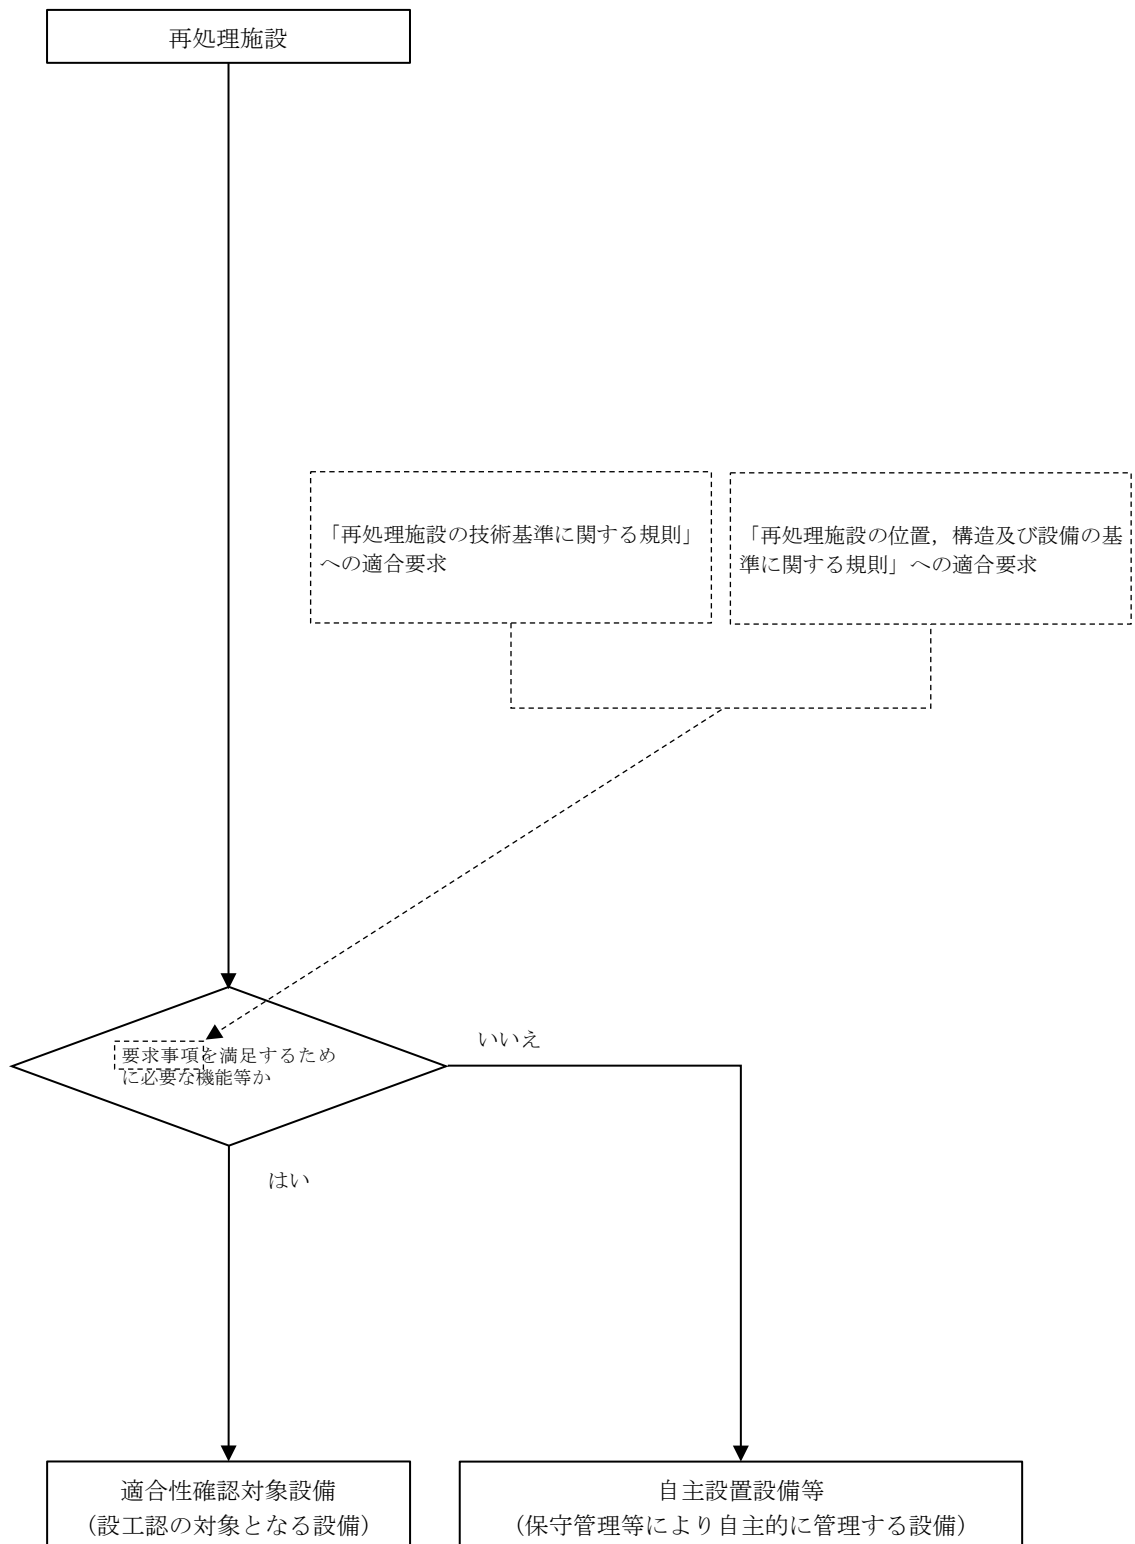 再処理施設
「再処理施設の技術基準に関する規則」
への適合要求
「再処理施設の位置，構造及び設備の基
準に関する規則」への適合要求
いいえ
要求事項を満足するため
に必要な機能等か
はい
適合性確認対象設備
（設工認の対象となる設備）
自主設置設備等
（保守管理等により自主的に管理する設備）